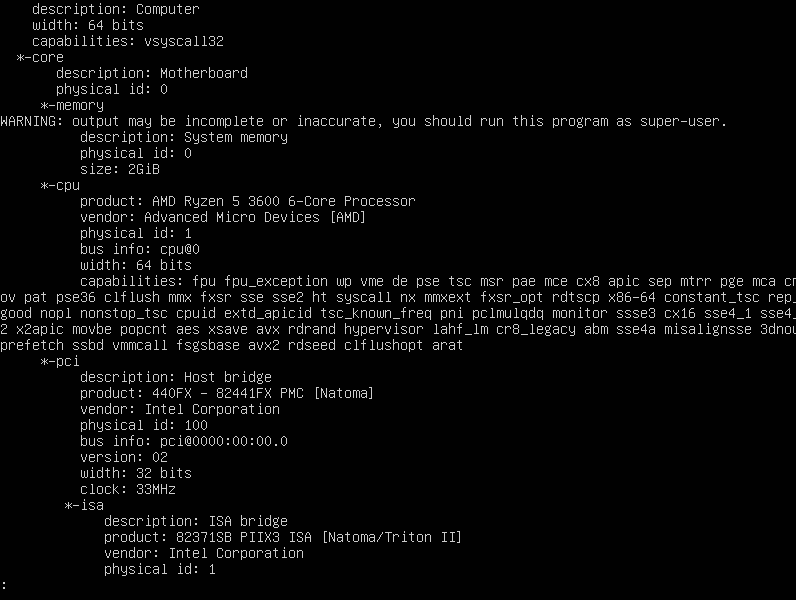 description: Computer
    width: 64 bits
    capabilities: vsyscall32
  *-core
       description: Motherboard
       physical id: 0
     *-memory
WARNING: output may be incomplete or inaccurate, you should run this program as super-user.
          description: System memory
          physical id: 0
          size: 2GiB
     *-cpu
          product: AMD Ryzen 5 3600 6-Core Processor
          vendor: Advanced Micro Devices [AMD]
          physical id: 1
          bus info: cpu@0
          width: 64 bits
          capabilities: fpu fpu_exception wp vme de pse tsc msr pae mce cx8 apic sep mtrr pge mca cm
ov pat pse36 clflush mmx fxsr sse sse2 ht syscall nx mmxext fxsr_opt rdtscp x86-64 constant_tsc rep_
good nopl nonstop_tsc cpuid extd_apicid tsc_known_freq pni pclmulqdq monitor ssse3 cx16 sse4_1 sse4_
2 x2apic movbe popcnt aes xsave avx rdrand hypervisor lahf_lm cr8_legacy abm sse4a misalignsse 3dnow
prefetch ssbd vmmcall fsgsbase avx2 rdseed clflushopt arat
     *-pci
          description: Host bridge
          product: 440FX - 82441FX PMC [Natoma]
          vendor: Intel Corporation
          physical id: 100
          bus info: pci@0000:00:00.0
          version: 02
          width: 32 bits
          clock: 33MHz
        *-isa
             description: ISA bridge
             product: 82371SB PIIX3 ISA [Natoma/Triton II]
             vendor: Intel Corporation
             physical id: 1
: